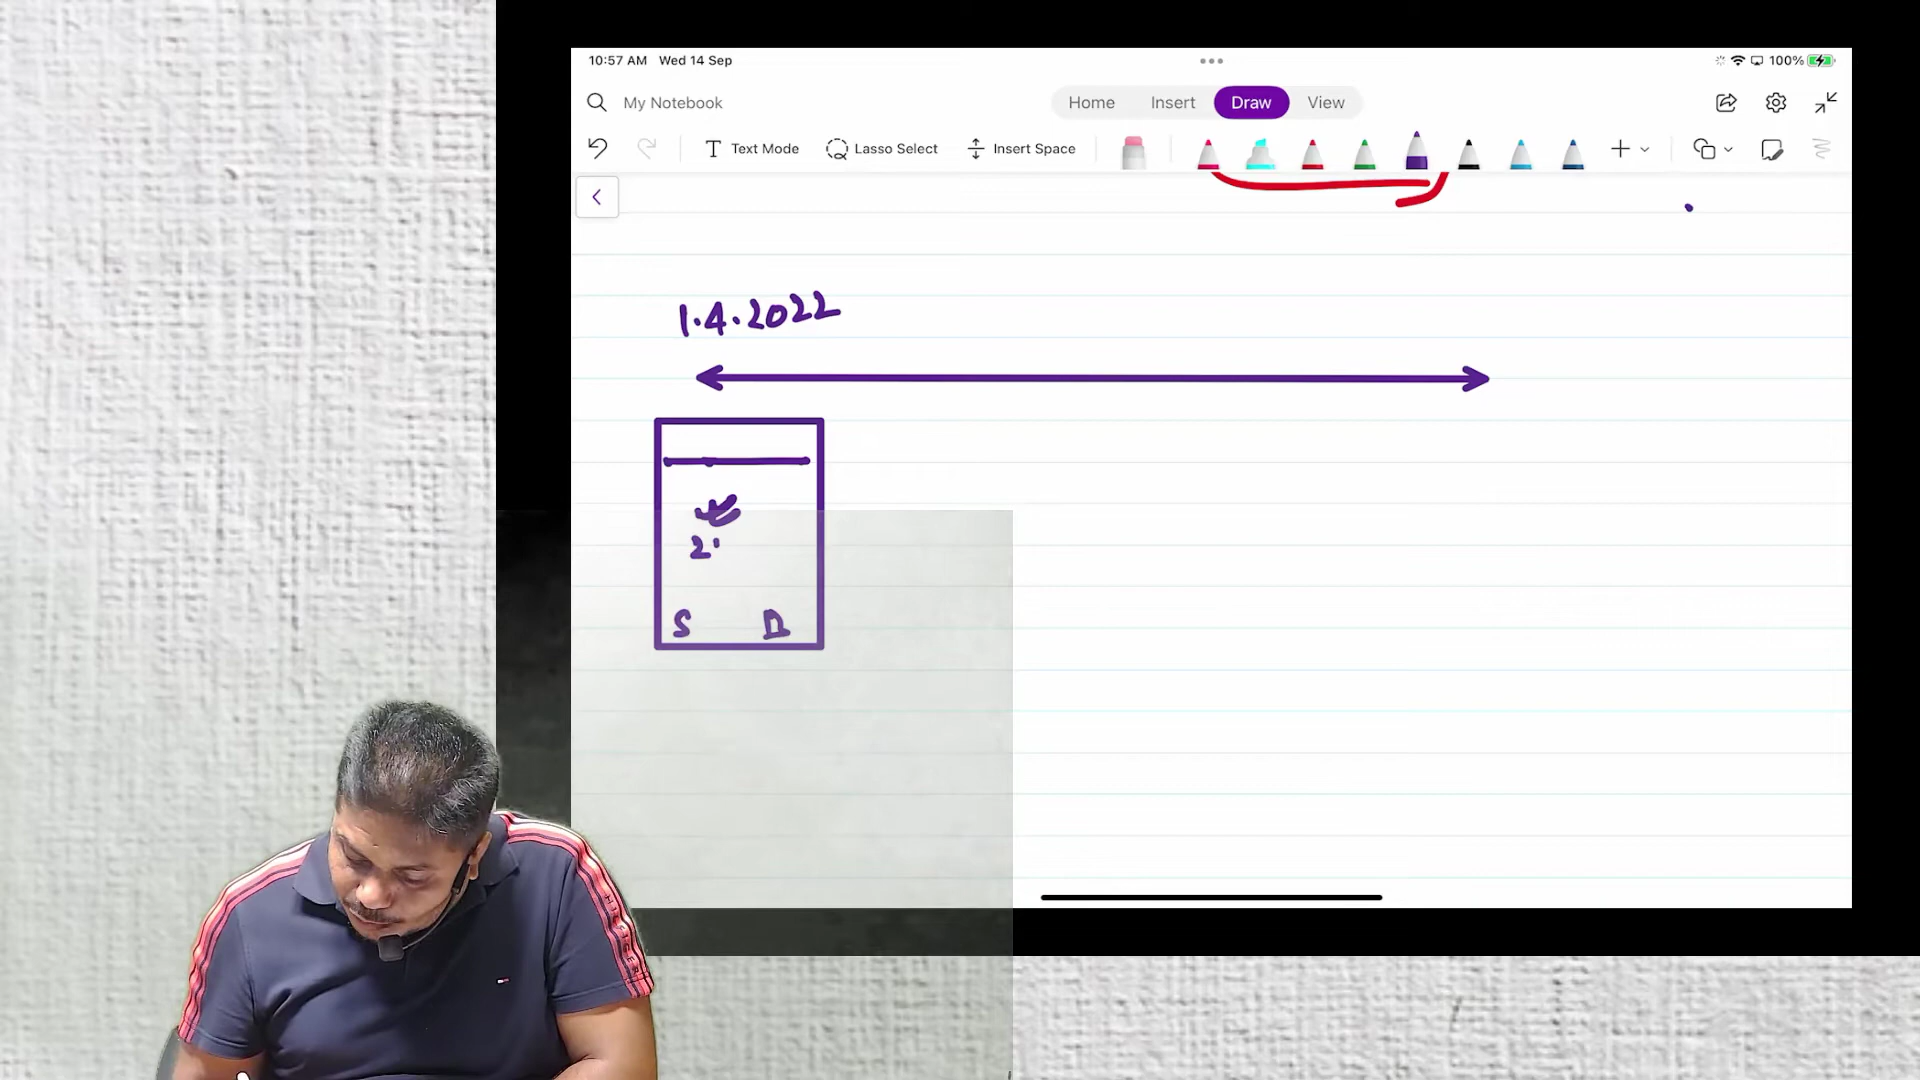 10:57 AM Wed 14 Sep
100%
My Notebook
Home Insert Draw View
Text Mode Lasso Select Insert Space
1.4.2022
S D